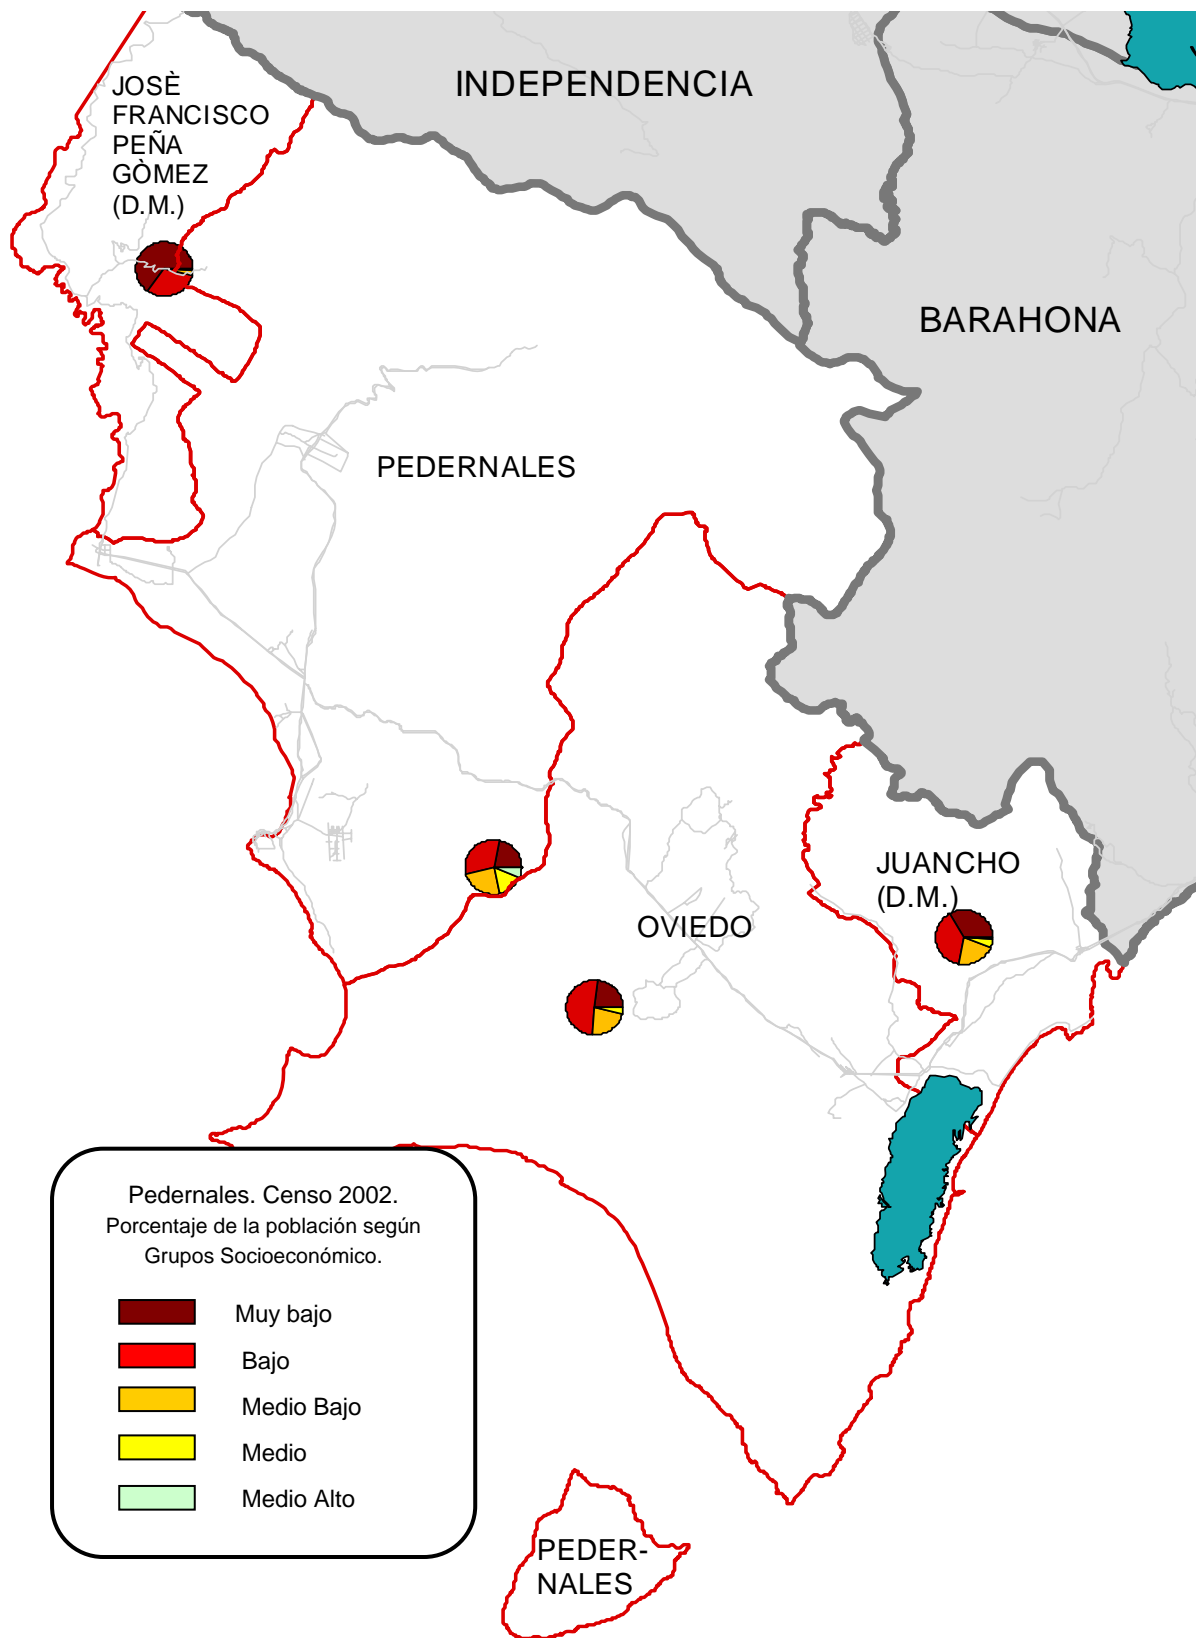 INDEPENDENCIA
JOSÈ
FRANCISCO
PEÑA
GÒMEZ
(D.M.)
BARAHONA
PEDERNALES
JUANCHO
(D.M.)
OVIEDO
Pedernales. Censo 2002.
Porcentaje de la población según
Grupos Socioeconómico.
Muy bajo
Bajo
Medio Bajo
Medio
Medio Alto
PEDER-
NALES